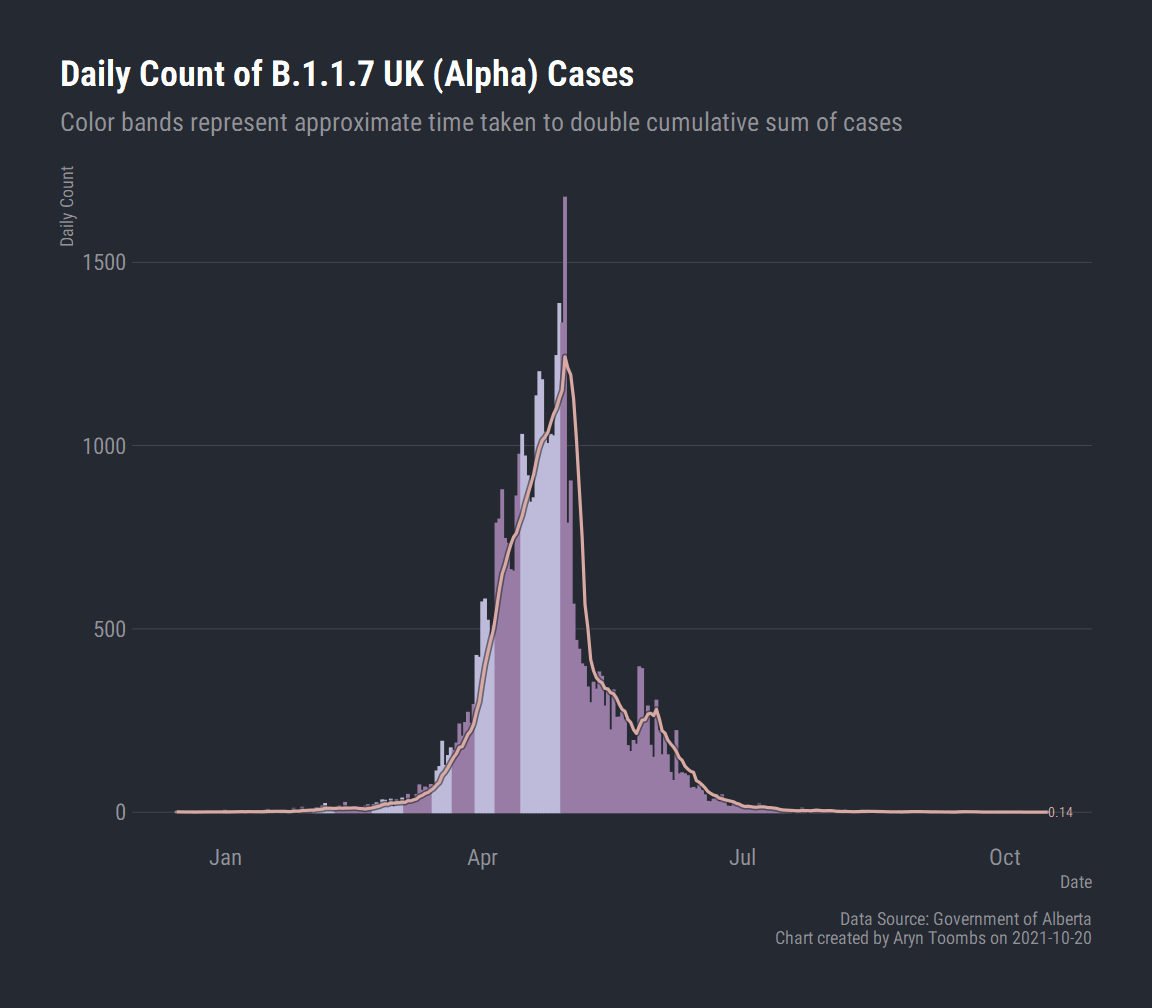 Daily Count of B.1.1.7 UK (Alpha) Cases
Color bands represent approximate time taken to double cumulative sum of cases
Daily Count
1500
1000
500
0
0.14
Jan Apr Jul Oct
Date
Data Source: Government of Alberta
Chart created by Aryn Toombs on 2021-10-20